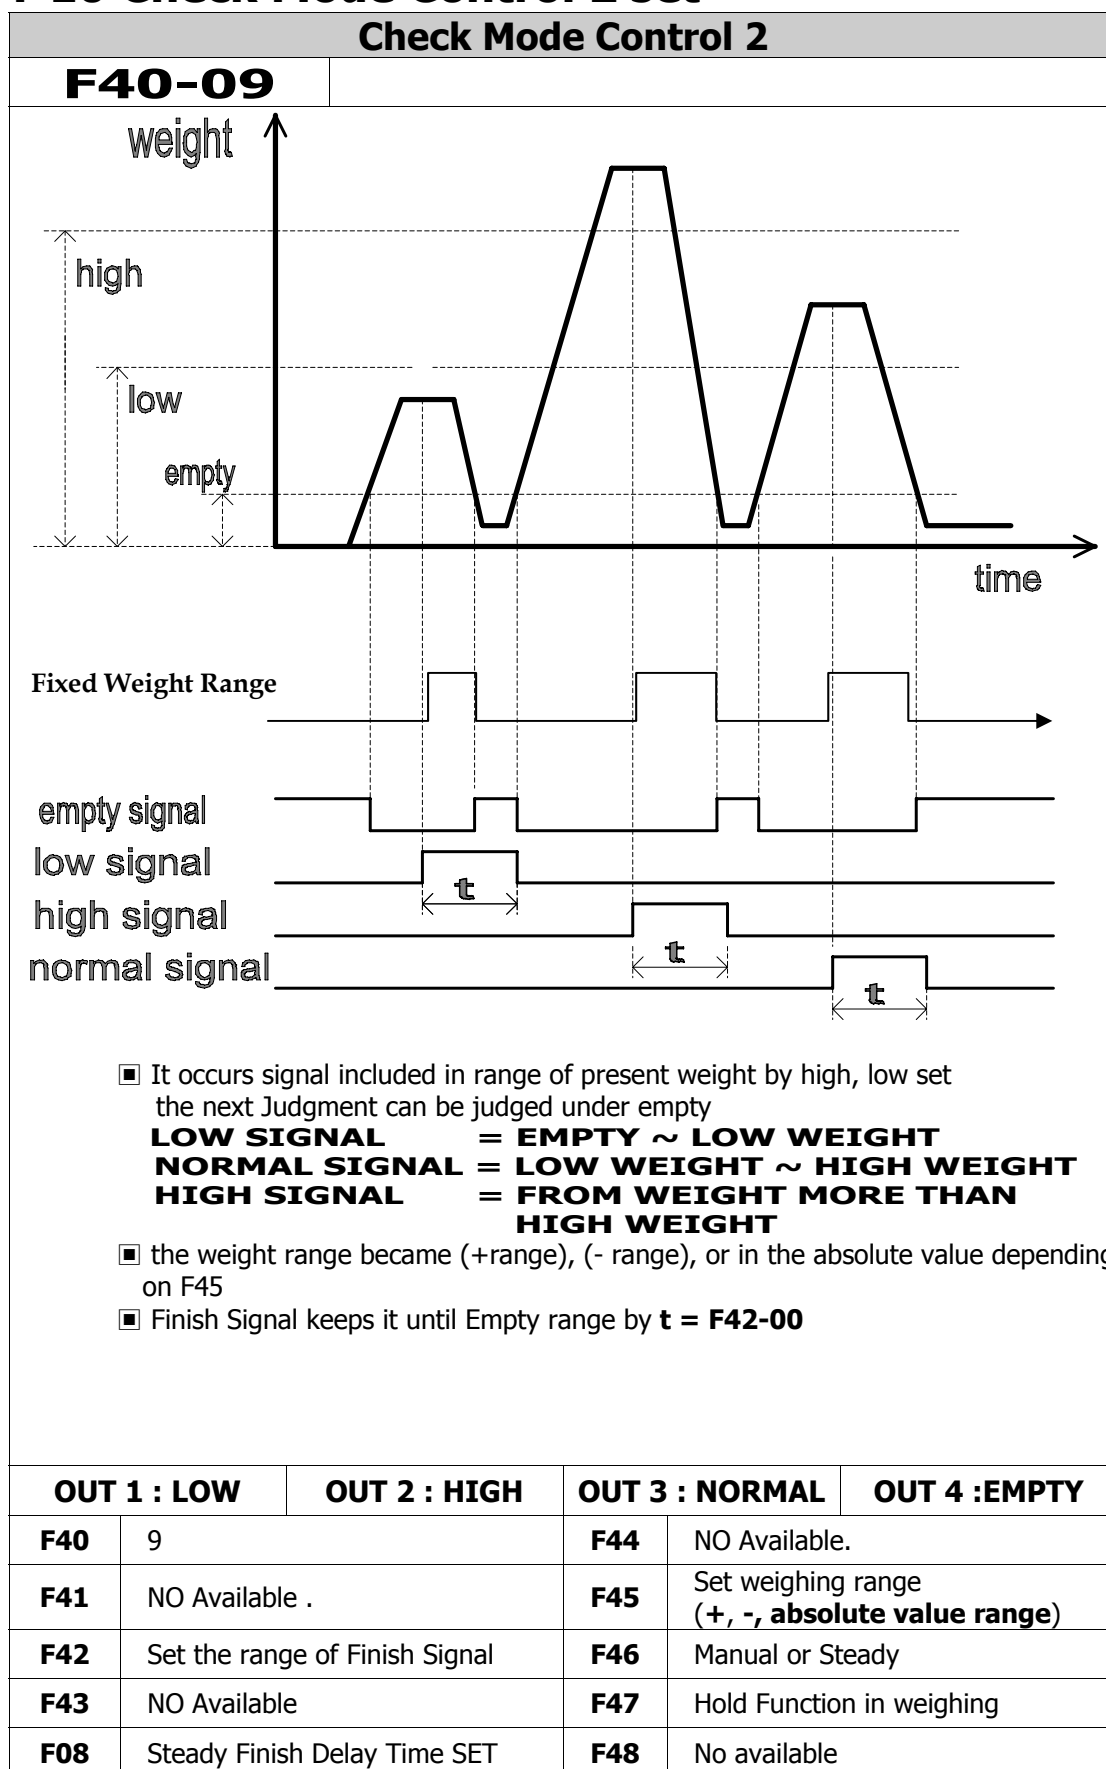 Check Mode Control 2
F40-09
weight
high
low
empty
time
Fixed Weight Range
empty signal
low signal
t
high signal
t
normal signal
t
▣ It occurs signal included in range of present weight by high, low set
the next Judgment can be judged under empty
LOW SIGNAL = EMPTY ~ LOW WEIGHT
NORMAL SIGNAL = LOW WEIGHT ~ HIGH WEIGHT
HIGH SIGNAL = FROM WEIGHT MORE THAN
HIGH WEIGHT
▣ the weight range became (+range), (- range), or in the absolute value depending
on F45
▣ Finish Signal keeps it until Empty range by t = F42-00
OUT 1 : LOW OUT 2 : HIGH OUT 3 : NORMAL OUT 4 :EMPTY
F40 9 F44 NO Available.
F41 NO Available . F45 Set weighing range
(+, -, absolute value range)
F42 Set the range of Finish Signal F46 Manual or Steady
F43 NO Available F47 Hold Function in weighing
F08 Steady Finish Delay Time SET F48 No available